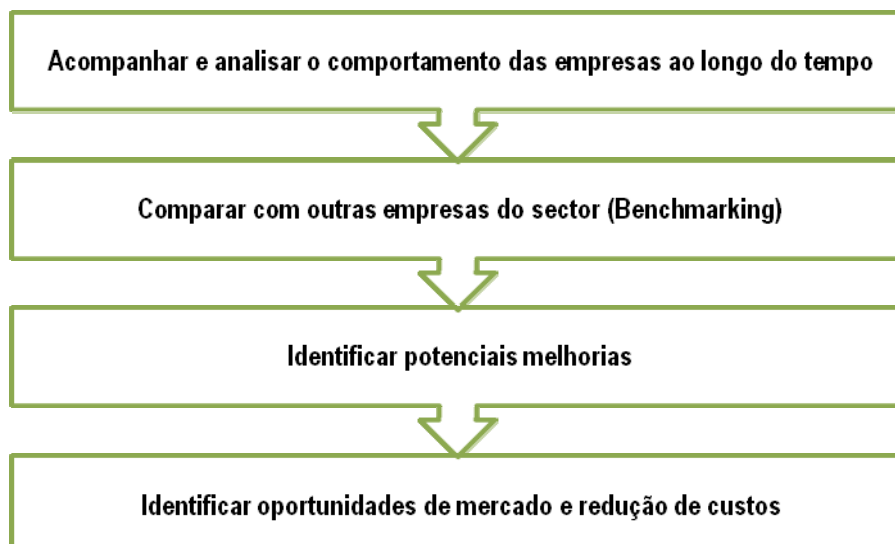 Acompanhar e analisar o comportamento das empresas ao longo do tempo
Comparar com outras empresas do sector (Benchmarking)
Identificar potenciais melhorias
Identificar oportunidades de mercado e redução de custos